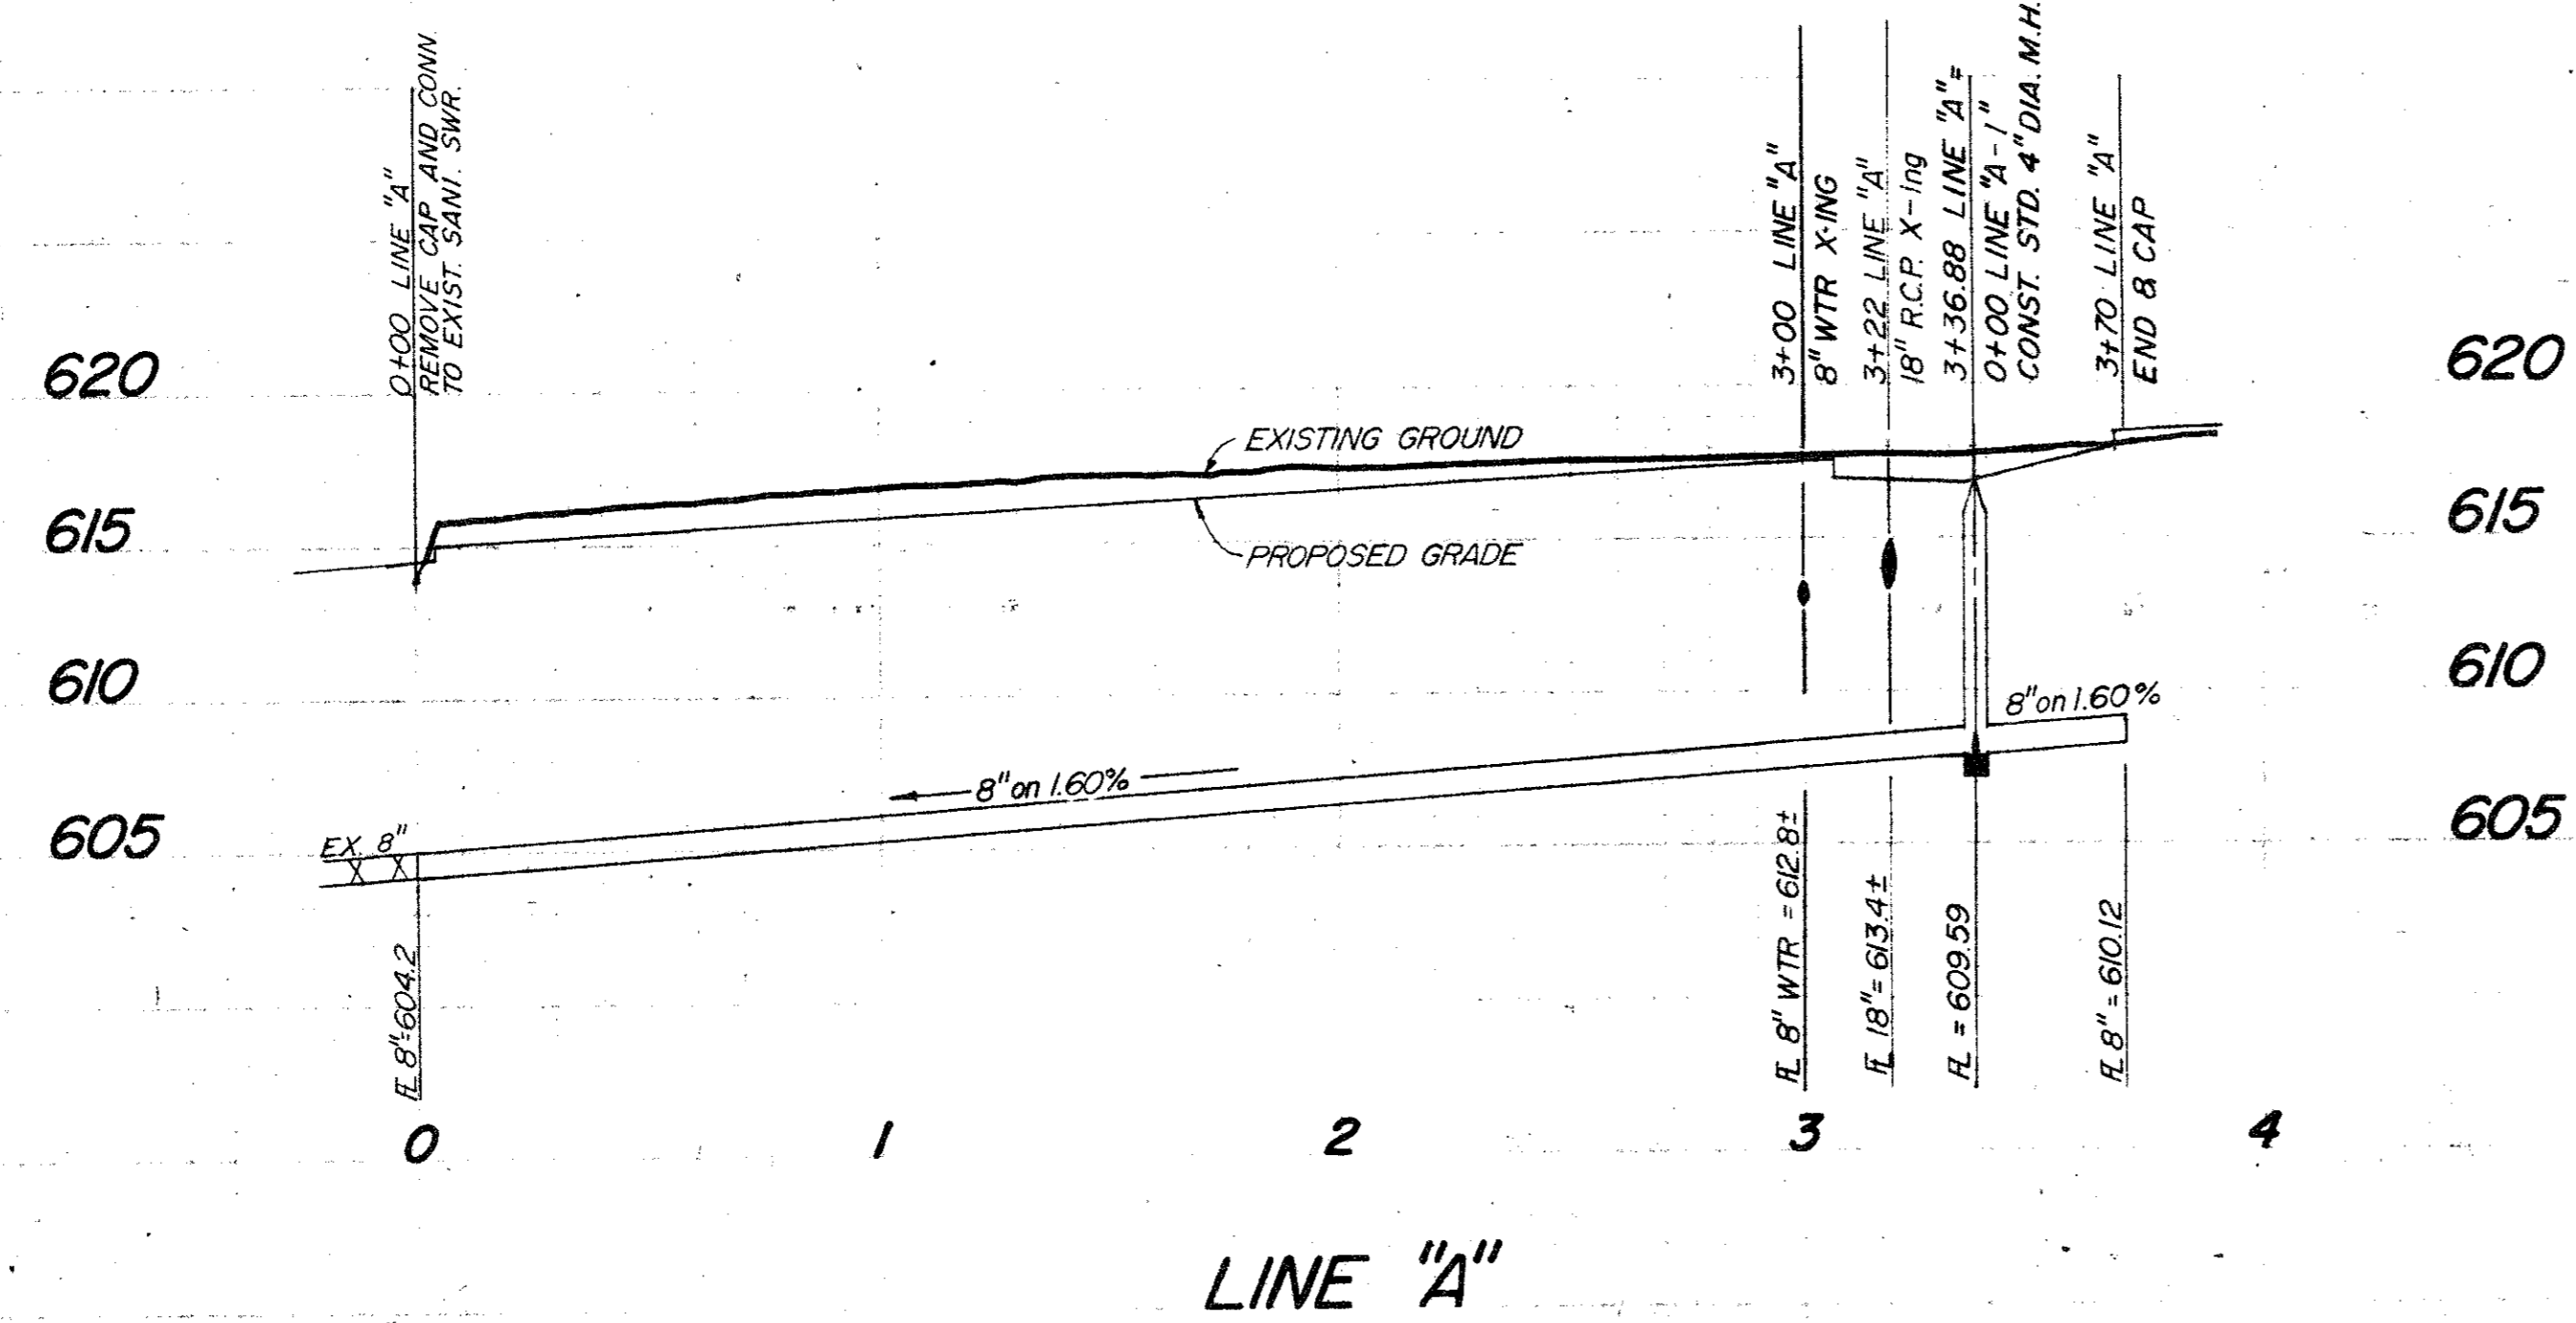 0+00 LINE "A"
REMOVE CAP AND CONN.
TO EXIST. SANI. SWR.
3+00 LINE "A"
8" WTR X-ING
3+22 LINE "A"
18" R.C.P. X-Ing
3+36.88 LINE "A" =
0+00 LINE "A-1"
CONST. STD. 4" DIA. M.H.
3+70 LINE "A"
END & CAP
620
620
EXISTING GROUND
615
615
PROPOSED GRADE
610
610
8" on 1.60%
8" on 1.60%
605
605
EX. 8"
X X
FL 8"=604.2
FL 8" WTR = 612.8±
FL 18"= 613.4±
FL = 609.59
FL 8" = 610.12
0 1 2 3 4
LINE "A"